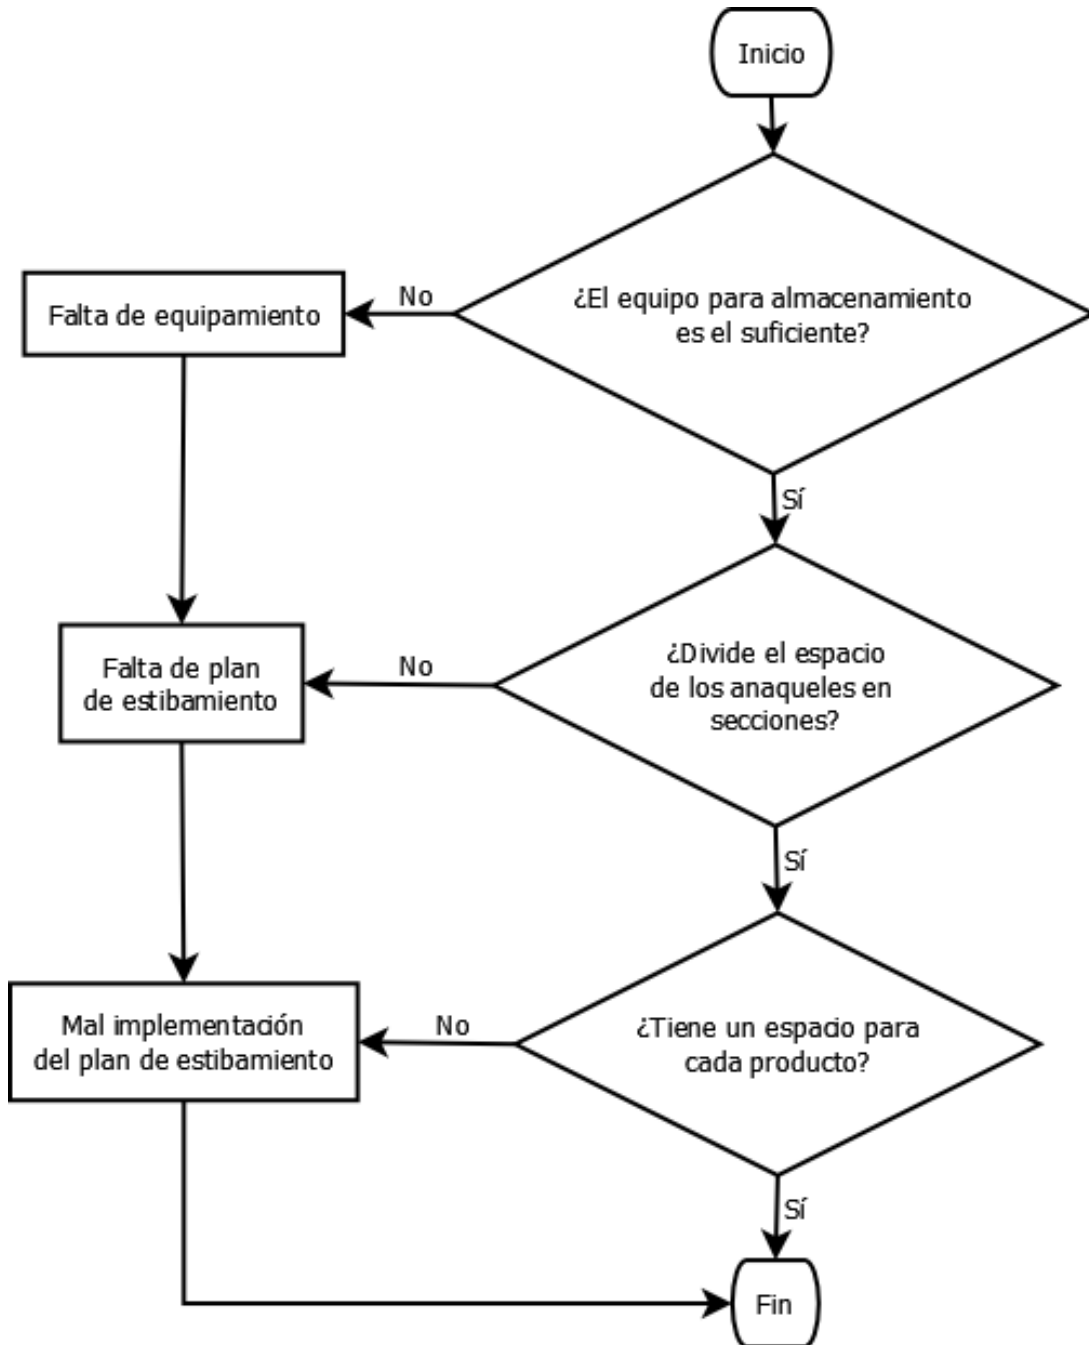 Inicio
¿El equipo para almacenamiento
es el suficiente?
No
Falta de equipamiento
Sí
¿Divide el espacio
de los anaqueles en
secciones?
No
Falta de plan
de estibamiento
Sí
¿Tiene un espacio para
cada producto?
No
Mal implementación
del plan de estibamiento
Sí
Fin